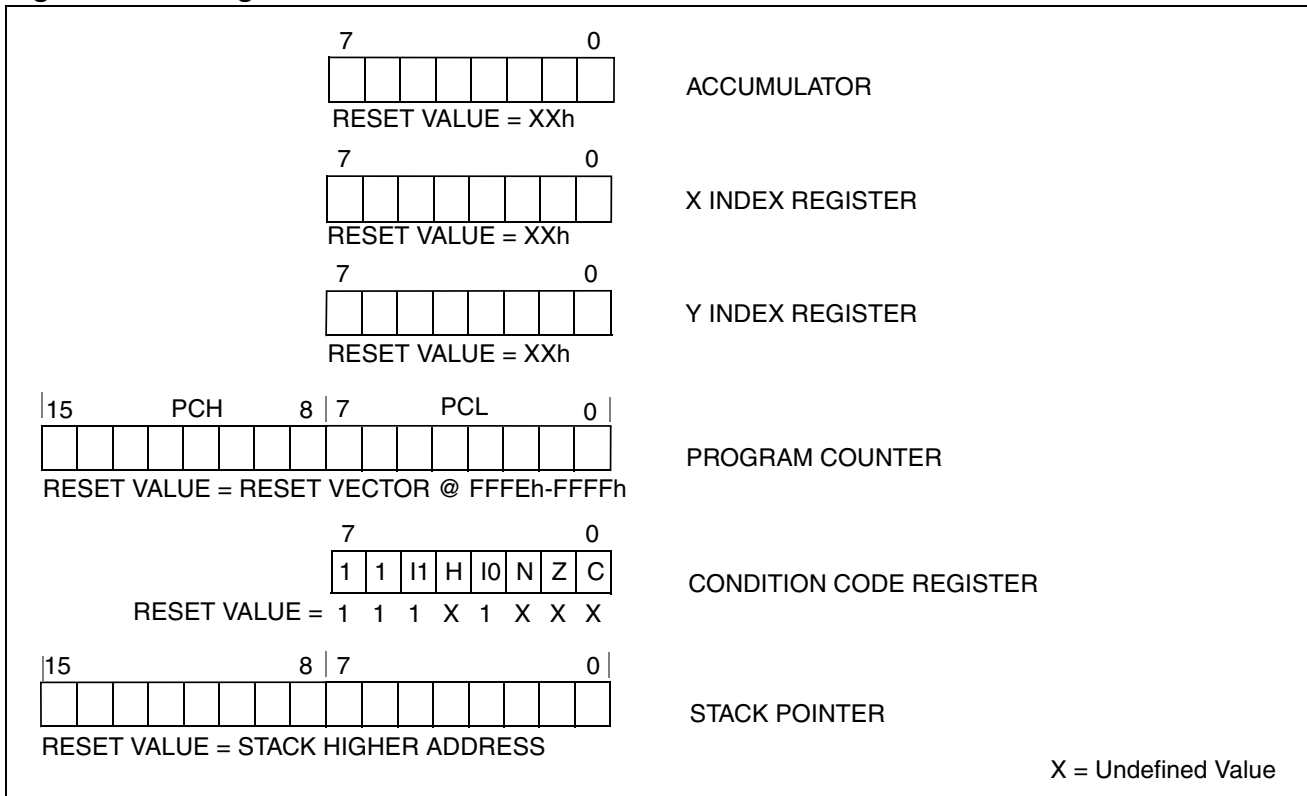 7 0
ACCUMULATOR
RESET VALUE = XXh
7 0
X INDEX REGISTER
RESET VALUE = XXh
7 0
Y INDEX REGISTER
RESET VALUE = XXh
15 PCH 8 7 PCL 0
PROGRAM COUNTER
RESET VALUE = RESET VECTOR @ FFFEh-FFFFh
7 0
1 1 I1 H I0 N Z C
CONDITION CODE REGISTER
RESET VALUE = 1 1 1 X 1 X X X
15 8 7 0
STACK POINTER
RESET VALUE = STACK HIGHER ADDRESS
X = Undefined Value